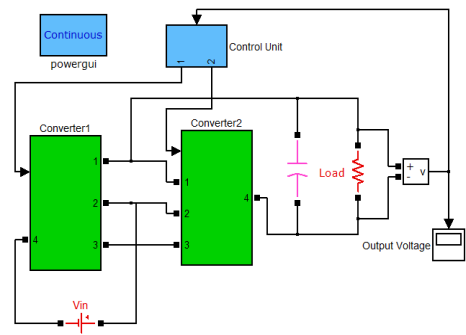 Continuous
powergui
Control Unit
1
2
Converter1
Converter2
1
2
3
4
1
2
3
4
Load
+
-
v
Output Voltage
Vin